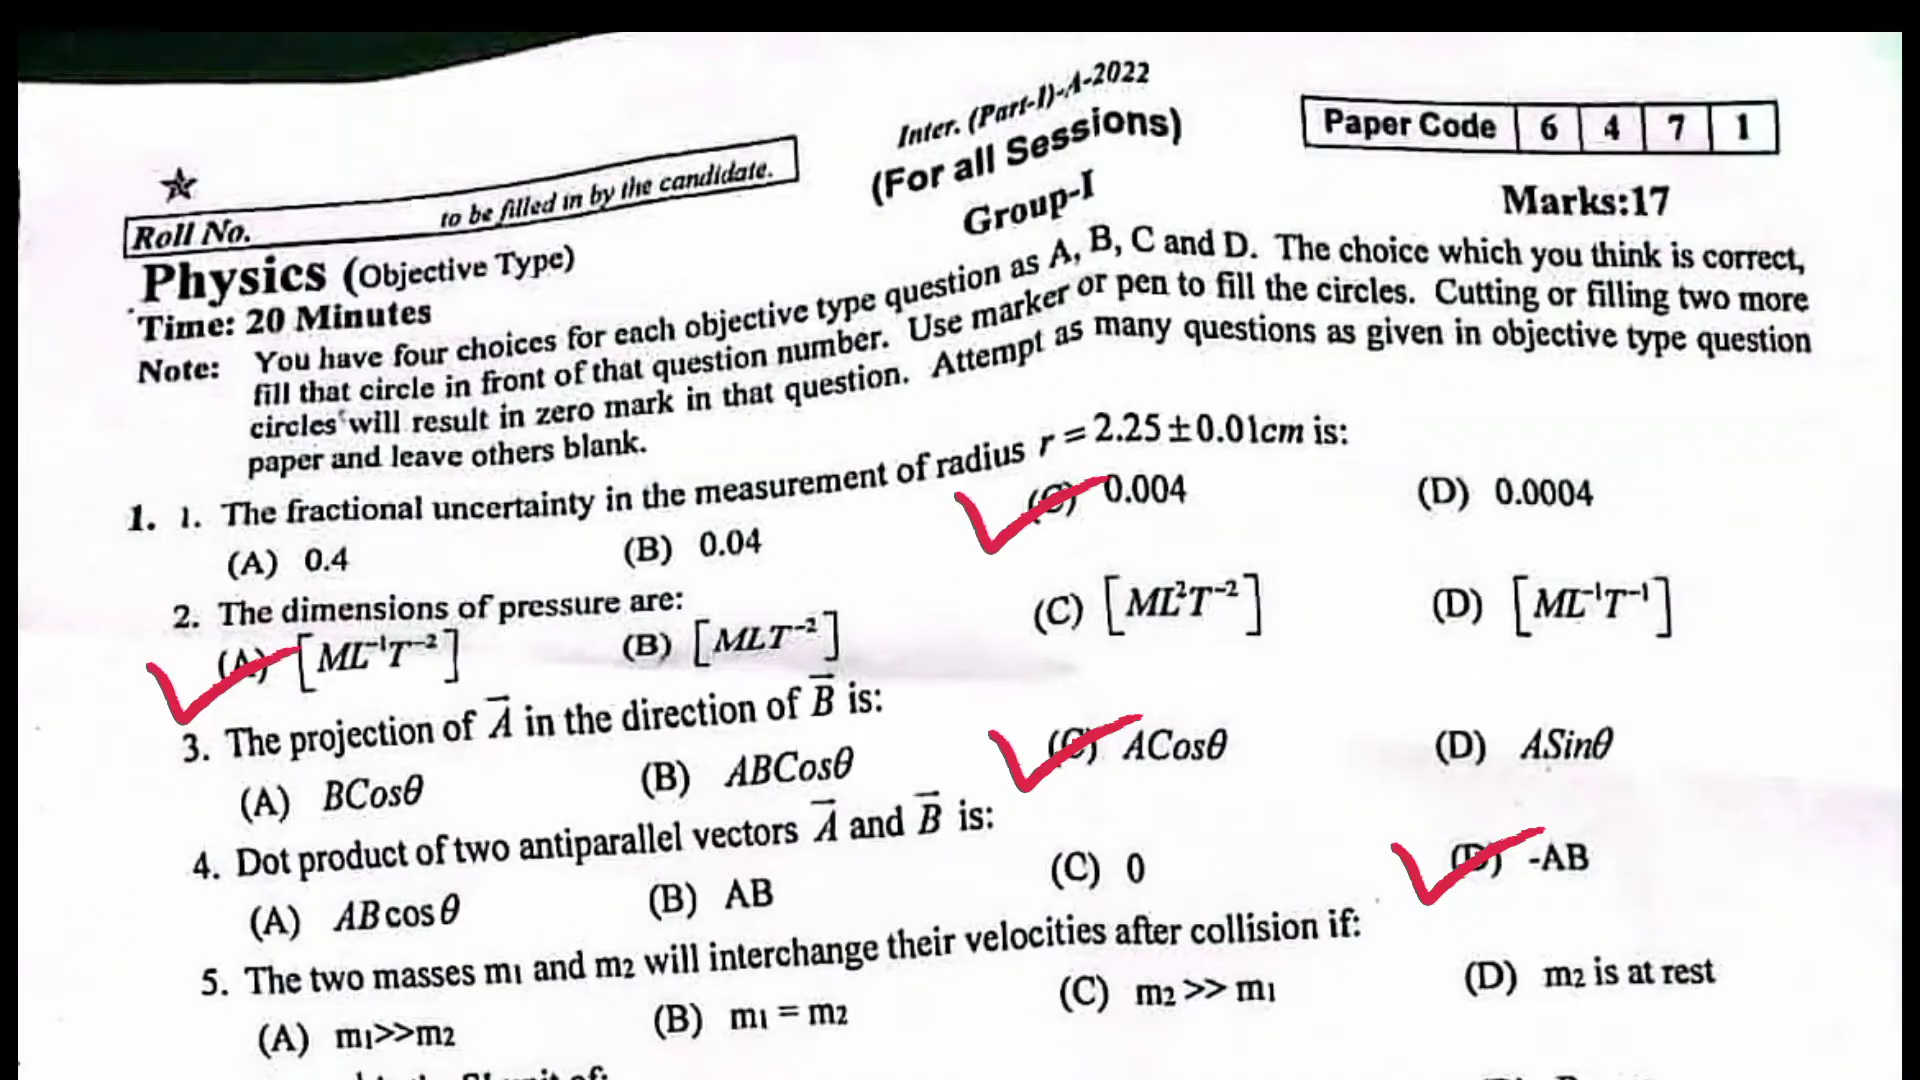 Inter. (Part-I)-A-2022
(For all Sessions)
Group-I
Paper Code 6 4 7 1
Marks:17
Roll No. to be filled in by the candidate.
Physics (Objective Type)
Time: 20 Minutes
Note: You have four choices for each objective type question as A, B, C and D. The choice which you think is correct,
fill that circle in front of that question number. Use marker or pen to fill the circles. Cutting or filling two more
circles will result in zero mark in that question. Attempt as many questions as given in objective type question
paper and leave others blank.
1. 1. The fractional uncertainty in the measurement of radius r = 2.25 ± 0.01cm is:
(A) 0.4 (B) 0.04 (C) 0.004 (D) 0.0004
2. The dimensions of pressure are:
(A) [ML⁻¹T⁻²] (B) [MLT⁻²] (C) [ML²T⁻²] (D) [ML⁻¹T⁻¹]
3. The projection of A⃗ in the direction of B⃗ is:
(A) BCosθ (B) ABCosθ (C) ACosθ (D) ASinθ
4. Dot product of two antiparallel vectors A⃗ and B⃗ is:
(A) AB cos θ (B) AB (C) 0 (D) -AB
5. The two masses m1 and m2 will interchange their velocities after collision if:
(A) m1>>m2 (B) m1 = m2 (C) m2 >> m1 (D) m2 is at rest